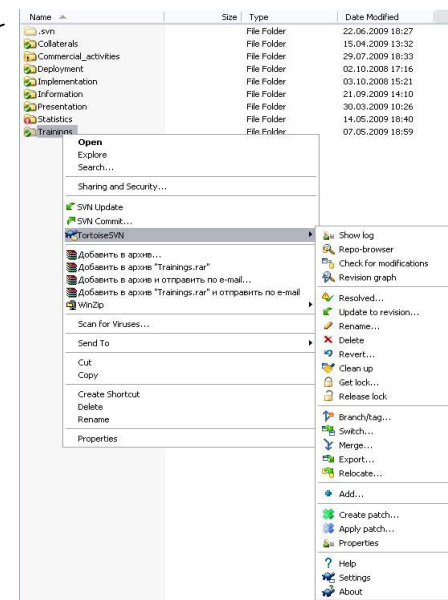 Name Size Type Date Modified
.svn File Folder 22.06.2009 18:27
Collaterals File Folder 15.04.2009 13:32
Commercial_activities File Folder 29.07.2009 18:33
Deployment File Folder 02.10.2008 17:16
Implementation File Folder 03.10.2008 15:21
Information File Folder 21.09.2009 14:10
Presentation File Folder 30.03.2009 10:26
Statistics File Folder 14.05.2009 18:40
Trainings File Folder 07.05.2009 18:59
Open
Explore
Search...
Sharing and Security...
SVN Update
SVN Commit...
TortoiseSVN
Добавить в архив...
Добавить в архив "Trainings.rar"
Добавить в архив и отправить по e-mail...
Добавить в архив "Trainings.rar" и отправить по e-mail
WinZip
Scan for Viruses...
Send To
Cut
Copy
Create Shortcut
Delete
Rename
Properties
Show log
Repo-browser
Check for modifications
Revision graph
Resolved...
Update to revision...
Rename...
Delete
Revert...
Clean up
Get lock...
Release lock
Branch/tag...
Switch...
Merge...
Export...
Relocate...
Add...
Create patch...
Apply patch...
Properties
Help
Settings
About